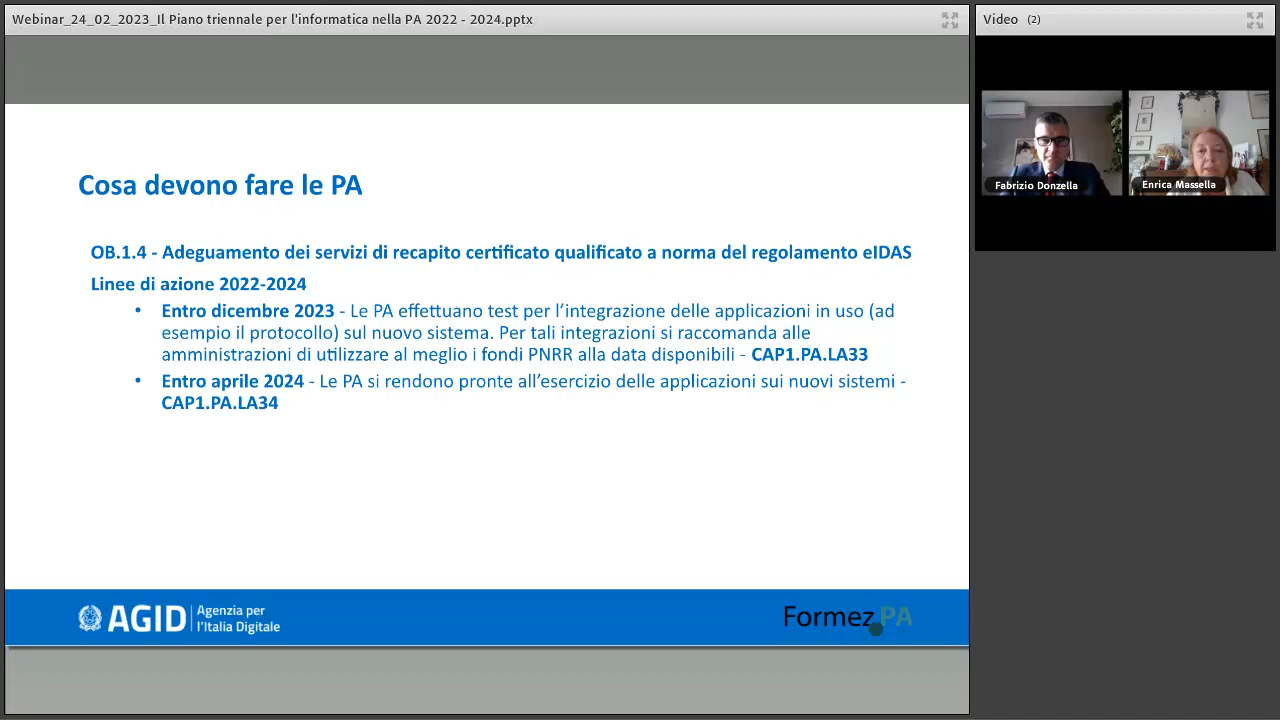 Webinar_24_02_2023_Il Piano triennale per l'informatica nella PA 2022 - 2024.pptx
Video (2)
Fabrizio Donzella
Enrica Massella
Cosa devono fare le PA
OB.1.4 - Adeguamento dei servizi di recapito certificato qualificato a norma del regolamento eIDAS
Linee di azione 2022-2024
• Entro dicembre 2023 - Le PA effettuano test per l’integrazione delle applicazioni in uso (ad
esempio il protocollo) sul nuovo sistema. Per tali integrazioni si raccomanda alle
amministrazioni di utilizzare al meglio i fondi PNRR alla data disponibili - CAP1.PA.LA33
• Entro aprile 2024 - Le PA si rendono pronte all’esercizio delle applicazioni sui nuovi sistemi -
CAP1.PA.LA34
AGID
Agenzia per
l’Italia Digitale
Formez PA